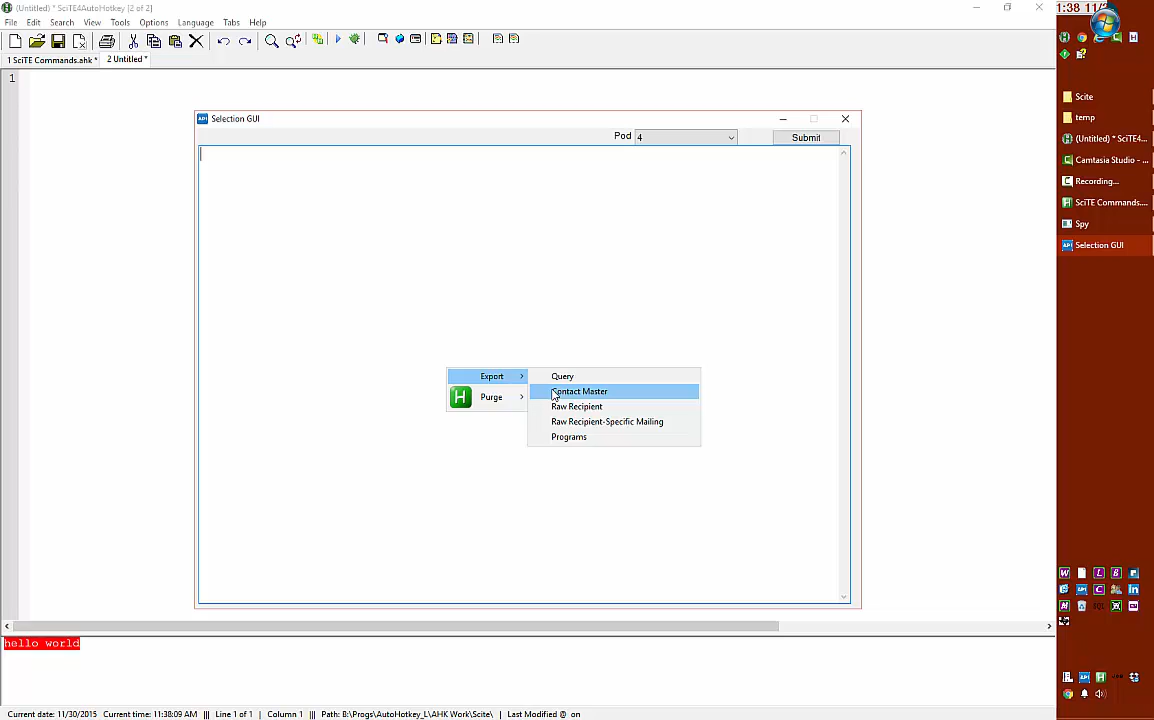 (Untitled) * SciTE4AutoHotkey [2 of 2]
File Edit Search View Tools Options Language Tabs Help
1 SciTE Commands.ahk * 2 Untitled *
1
Selection GUI
Pod 4 Submit
Export Query
Contact Master
Purge Raw Recipient
Raw Recipient-Specific Mailing
Programs
hello world
Current date: 11/30/2015 Current time: 11:38:09 AM ||| Line 1 of 1 | Column 1 ||| Path: B:\Progs\AutoHotkey_L\AHK Work\Scite\ | Last Modified @ on
Scite
temp
(Untitled) * SciTE4...
Camtasia Studio - ...
Recording...
SciTE Commands....
Spy
Selection GUI